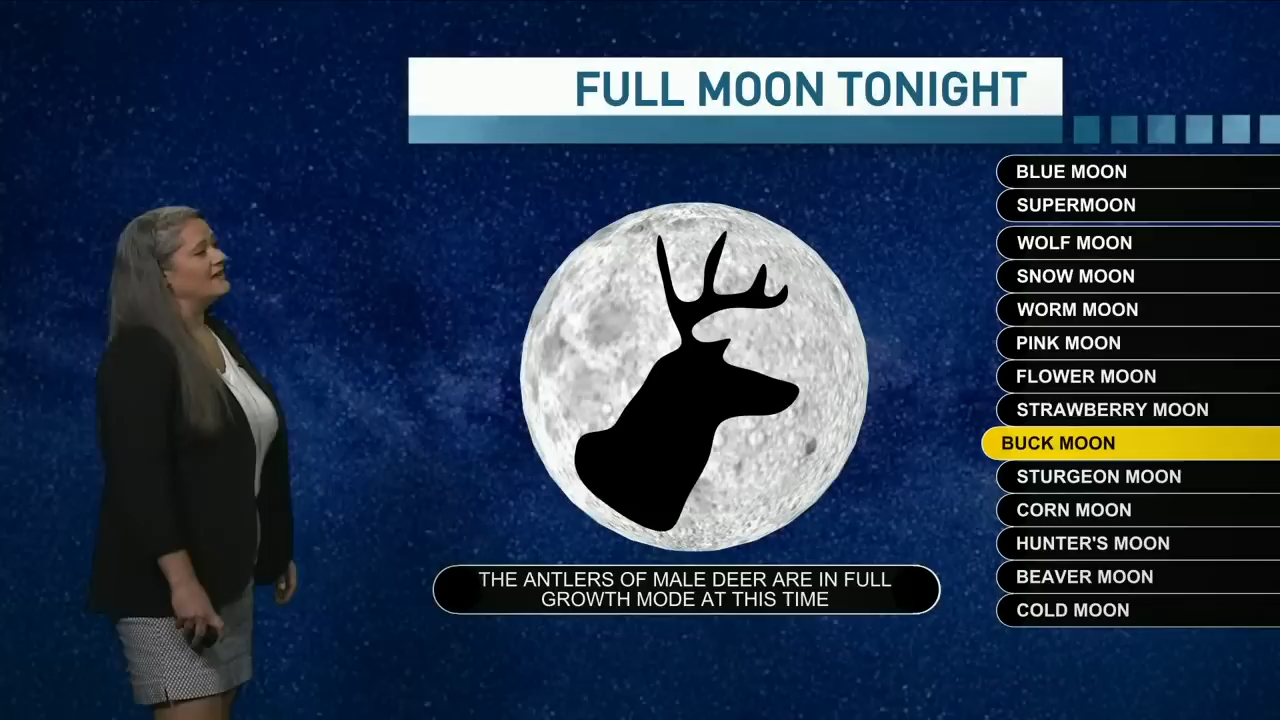 FULL MOON TONIGHT
BLUE MOON
SUPERMOON
WOLF MOON
SNOW MOON
WORM MOON
PINK MOON
FLOWER MOON
STRAWBERRY MOON
BUCK MOON
STURGEON MOON
CORN MOON
HUNTER'S MOON
BEAVER MOON
COLD MOON
THE ANTLERS OF MALE DEER ARE IN FULL
GROWTH MODE AT THIS TIME